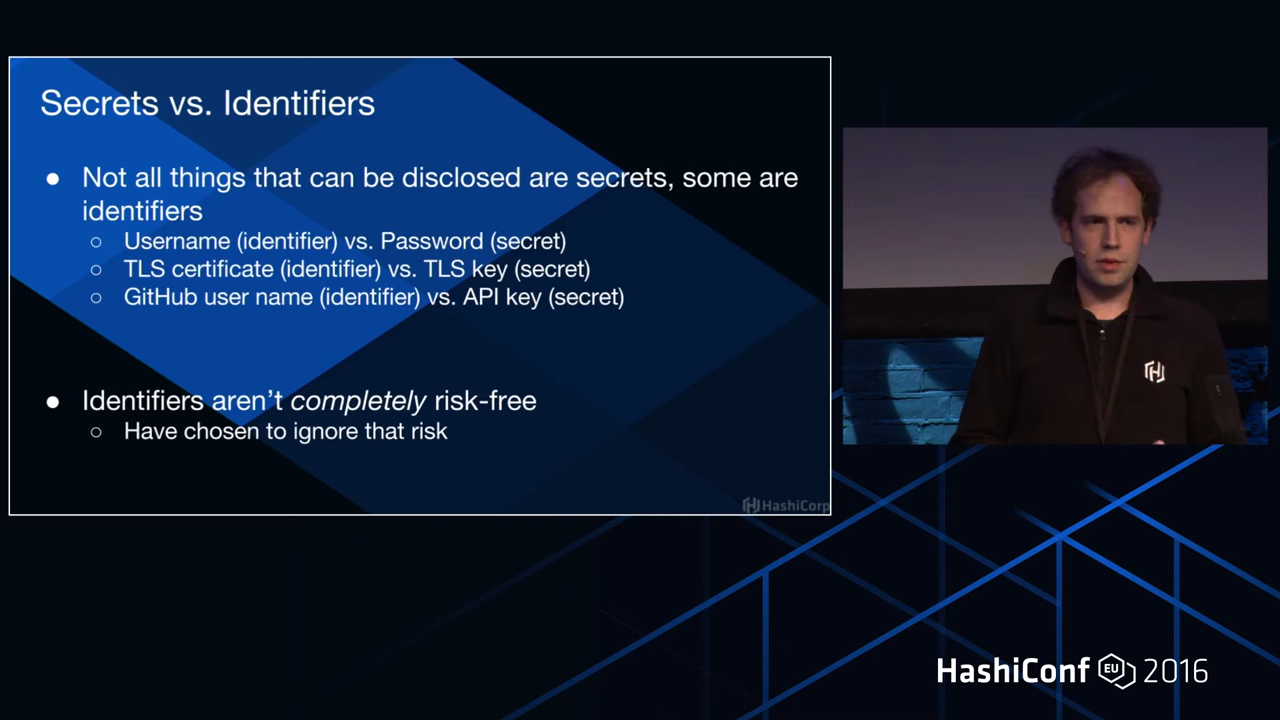 Secrets vs. Identifiers
● Not all things that can be disclosed are secrets, some are
identifiers
○ Username (identifier) vs. Password (secret)
○ TLS certificate (identifier) vs. TLS key (secret)
○ GitHub user name (identifier) vs. API key (secret)
● Identifiers aren't completely risk-free
○ Have chosen to ignore that risk
HashiCorp
HashiConf EU 2016